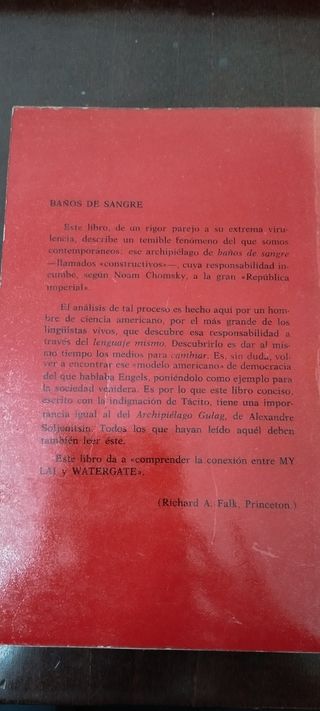 BAÑOS DE SANGRE
Este libro, de un rigor parejo a su extrema viru-
lencia, describe un temible fenómeno del que somos
contemporáneos: ese archipiélago de baños de sangre
—llamados «constructivos»—, cuya responsabilidad in-
cumbe, según Noam Chomsky, a la gran «República
imperial».
El análisis de tal proceso es hecho aquí por un hom-
bre de ciencia americano, por el más grande de los
lingüistas vivos, que descubre esa responsabilidad a
través del lenguaje mismo. Descubrirlo es dar al mis-
mo tiempo los medios para cambiar. Es, sin duda, vol-
ver a encontrar ese «modelo americano» de democracia
del que hablaba Engels, poniéndolo como ejemplo para
la sociedad venidera. Es por lo que este libro conciso,
escrito con la indignación de Tácito, tiene una impor-
tancia igual al del Archipiélago Gulag, de Alexandre
Soljenitsin. Todos los que hayan leído aquél deben
también leer éste.
Este libro da a «comprender la conexión entre MY
LAI y WATERGATE».
(Richard A. Falk, Princeton.)